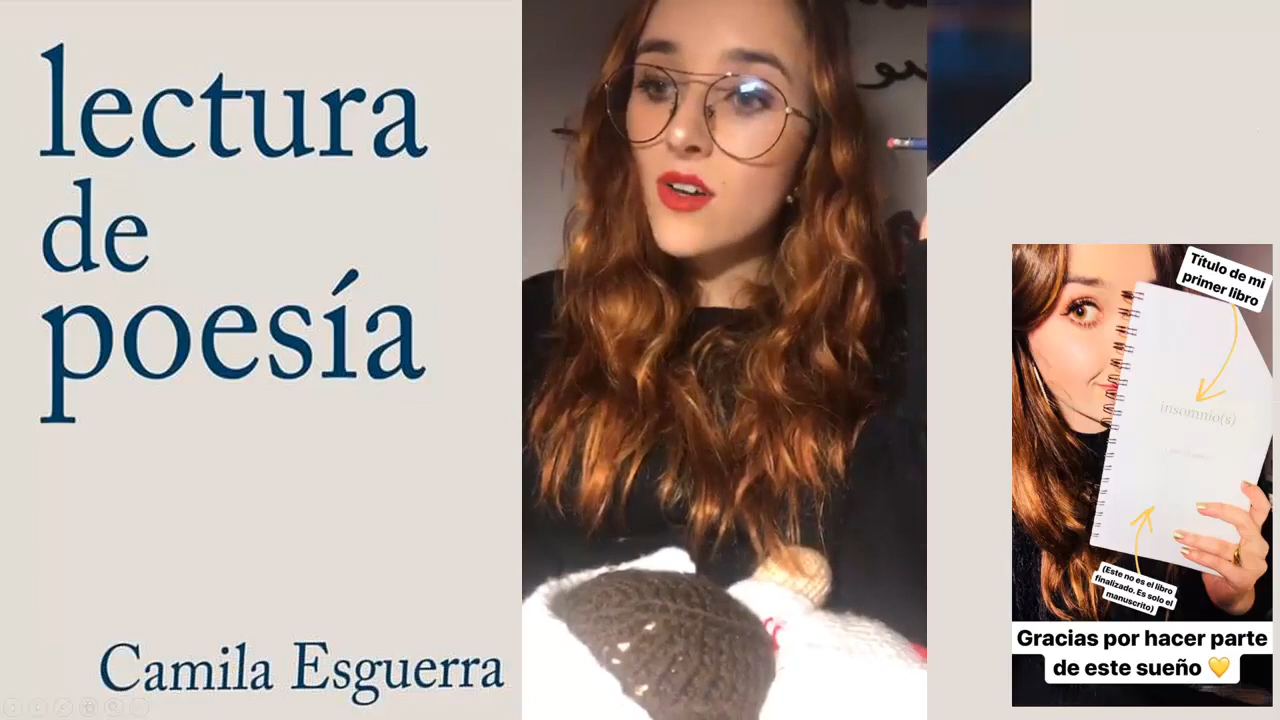 lectura
de
poesía
Camila Esguerra
Título de mi
primer libro
insomnio(s)
(Este no es el libro
finalizado. Es solo el
manuscrito)
Gracias por hacer parte
de este sueño 💛